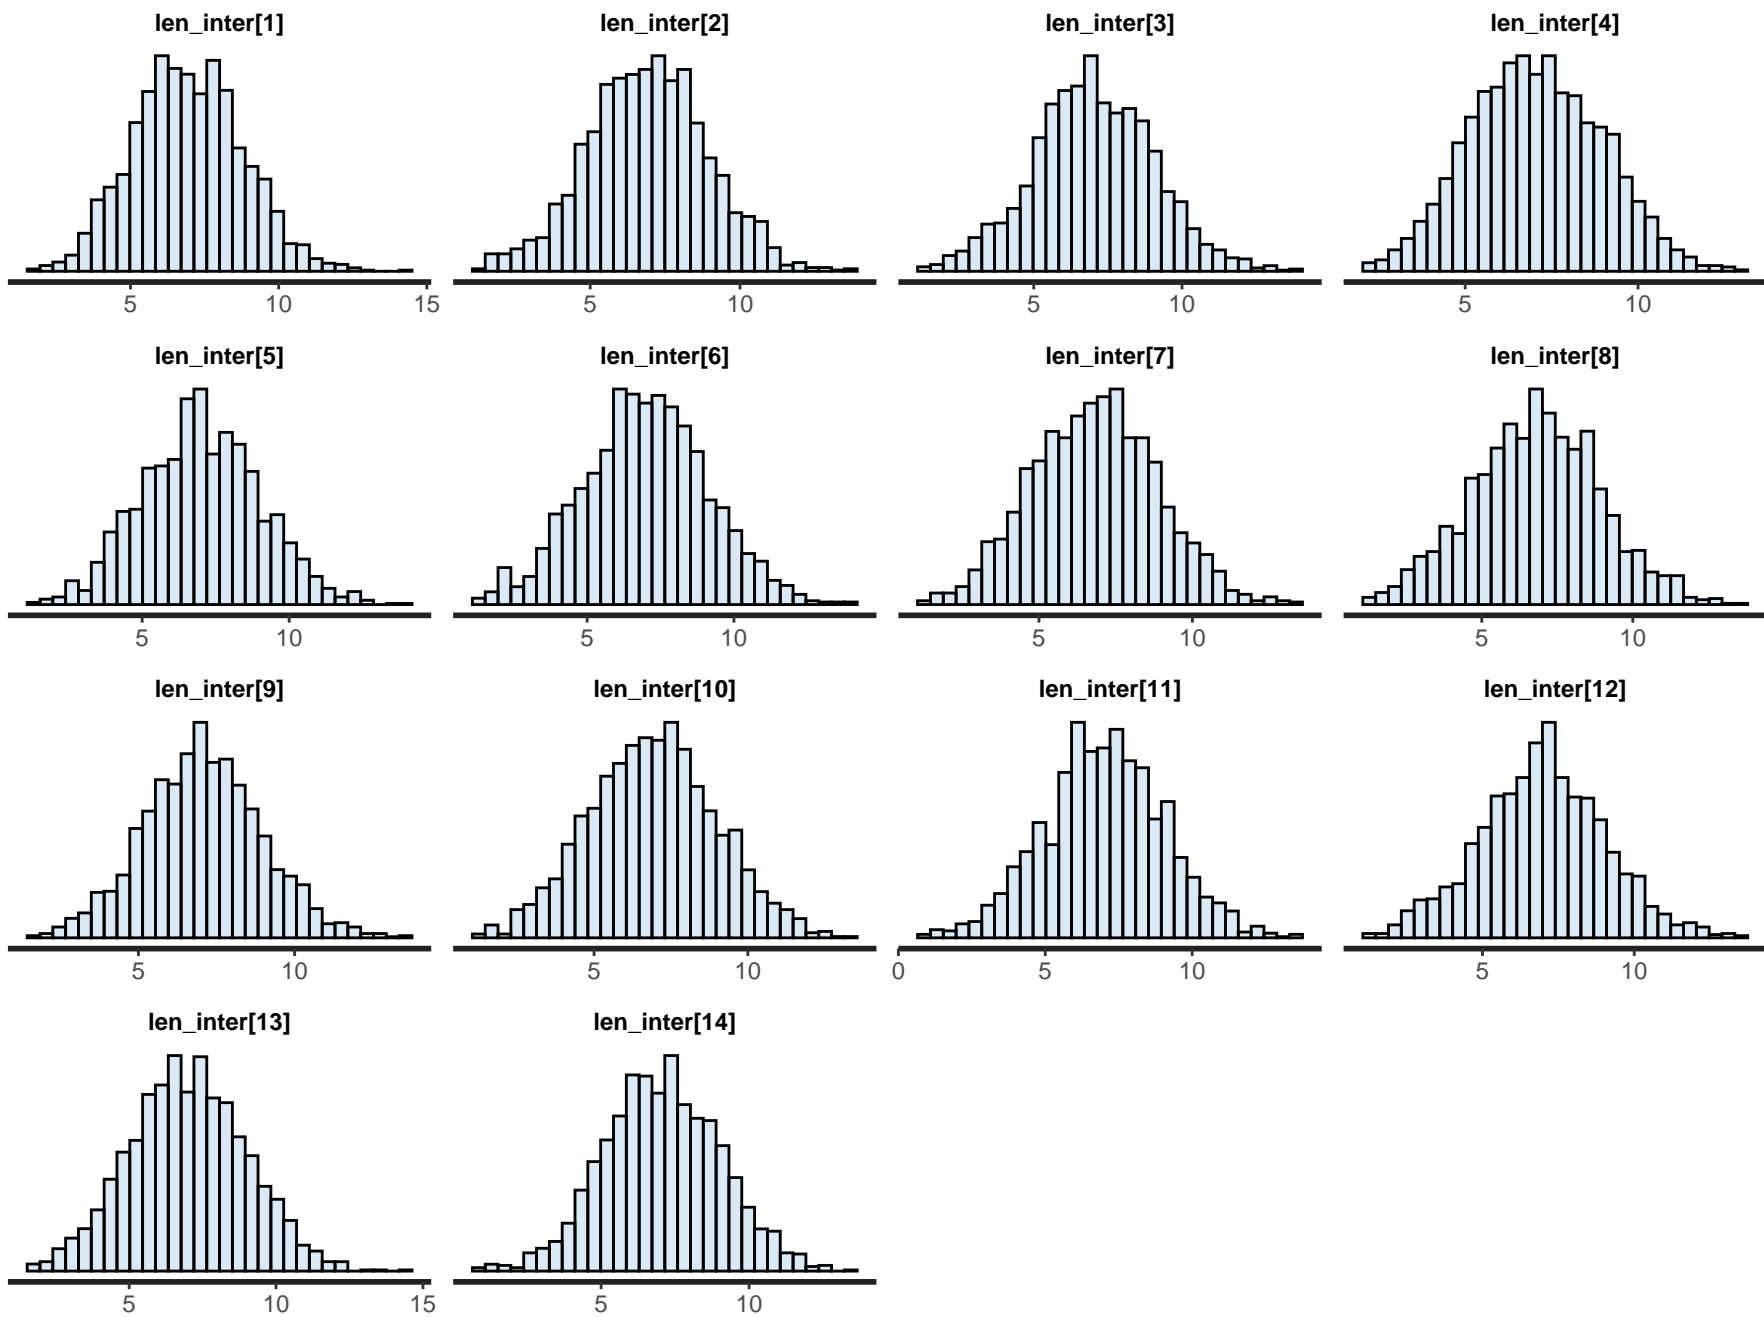 len_inter[1] len_inter[2] len_inter[3] len_inter[4]
5 10 15 5 10 5 10 5 10
len_inter[5] len_inter[6] len_inter[7] len_inter[8]
5 10 5 10 5 10 5 10
len_inter[9] len_inter[10] len_inter[11] len_inter[12]
5 10 5 10 0 5 10 5 10
len_inter[13] len_inter[14]
5 10 15 5 10